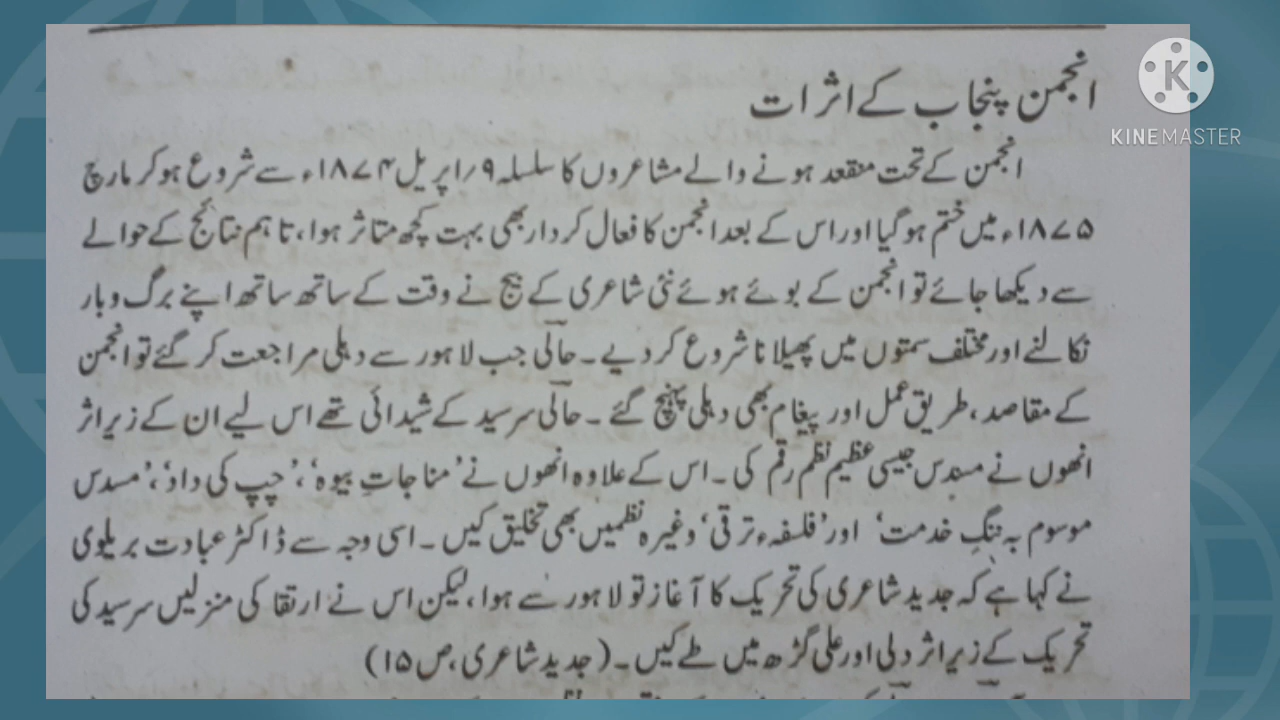 انجمن پنجاب کے اثرات
انجمن کے تحت منعقد ہونے والے مشاعروں کا سلسلہ ۹/اپریل ۱۸۷۴ء سے شروع ہو کر مارچ
۱۸۷۵ء میں ختم ہو گیا اور اس کے بعد انجمن کا فعال کردار بھی بہت کچھ متاثر ہوا، تاہم نتائج کے حوالے
سے دیکھا جائے تو انجمن کے بوئے ہوئے نئی شاعری کے بیج نے وقت کے ساتھ ساتھ اپنے برگ و بار
نکالنے اور مختلف سمتوں میں پھیلانا شروع کر دیے۔ حالؔی جب لاہور سے دہلی مراجعت کر گئے تو انجمن
کے مقاصد، طریق عمل اور پیغام بھی دہلی پہنچ گئے۔ حالؔی سرسید کے شیدائی تھے اس لیے ان کے زیر اثر
انھوں نے مسدس جیسی عظیم نظم رقم کی۔ اس کے علاوہ انھوں نے ’مناجاتِ بیوہ‘، ’چپ کی داد‘، ’مسدس
موسوم بہ ننگِ خدمت‘ اور ’فلسفہء ترقی‘ وغیرہ نظمیں بھی تخلیق کیں۔ اسی وجہ سے ڈاکٹر عبادت بریلوی
نے کہا ہے کہ جدید شاعری کی تحریک کا آغاز تو لاہور سے ہوا، لیکن اس نے ارتقا کی منزلیں سرسید کی
تحریک کے زیر اثر دلی اور علی گڑھ میں طے کیں۔ (جدید شاعری، ص ۱۵)
KINEMASTER